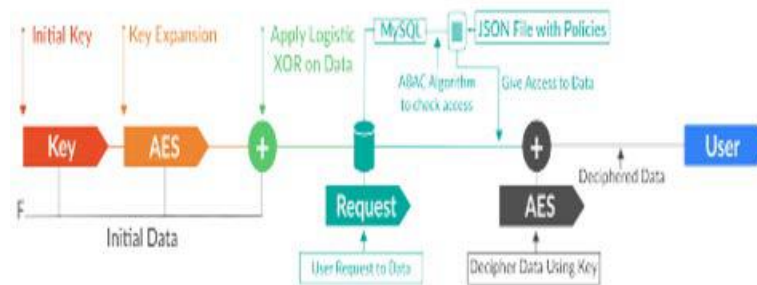 Initial Key
Key Expansion
Apply Logistic
XOR on Data
MySQL
JSON File with Policies
ABAC Algorithm
to check access
Give Access to Data
Key
AES
+
+
User
Deciphered Data
F
Initial Data
Request
AES
User Request to Data
Decipher Data Using Key